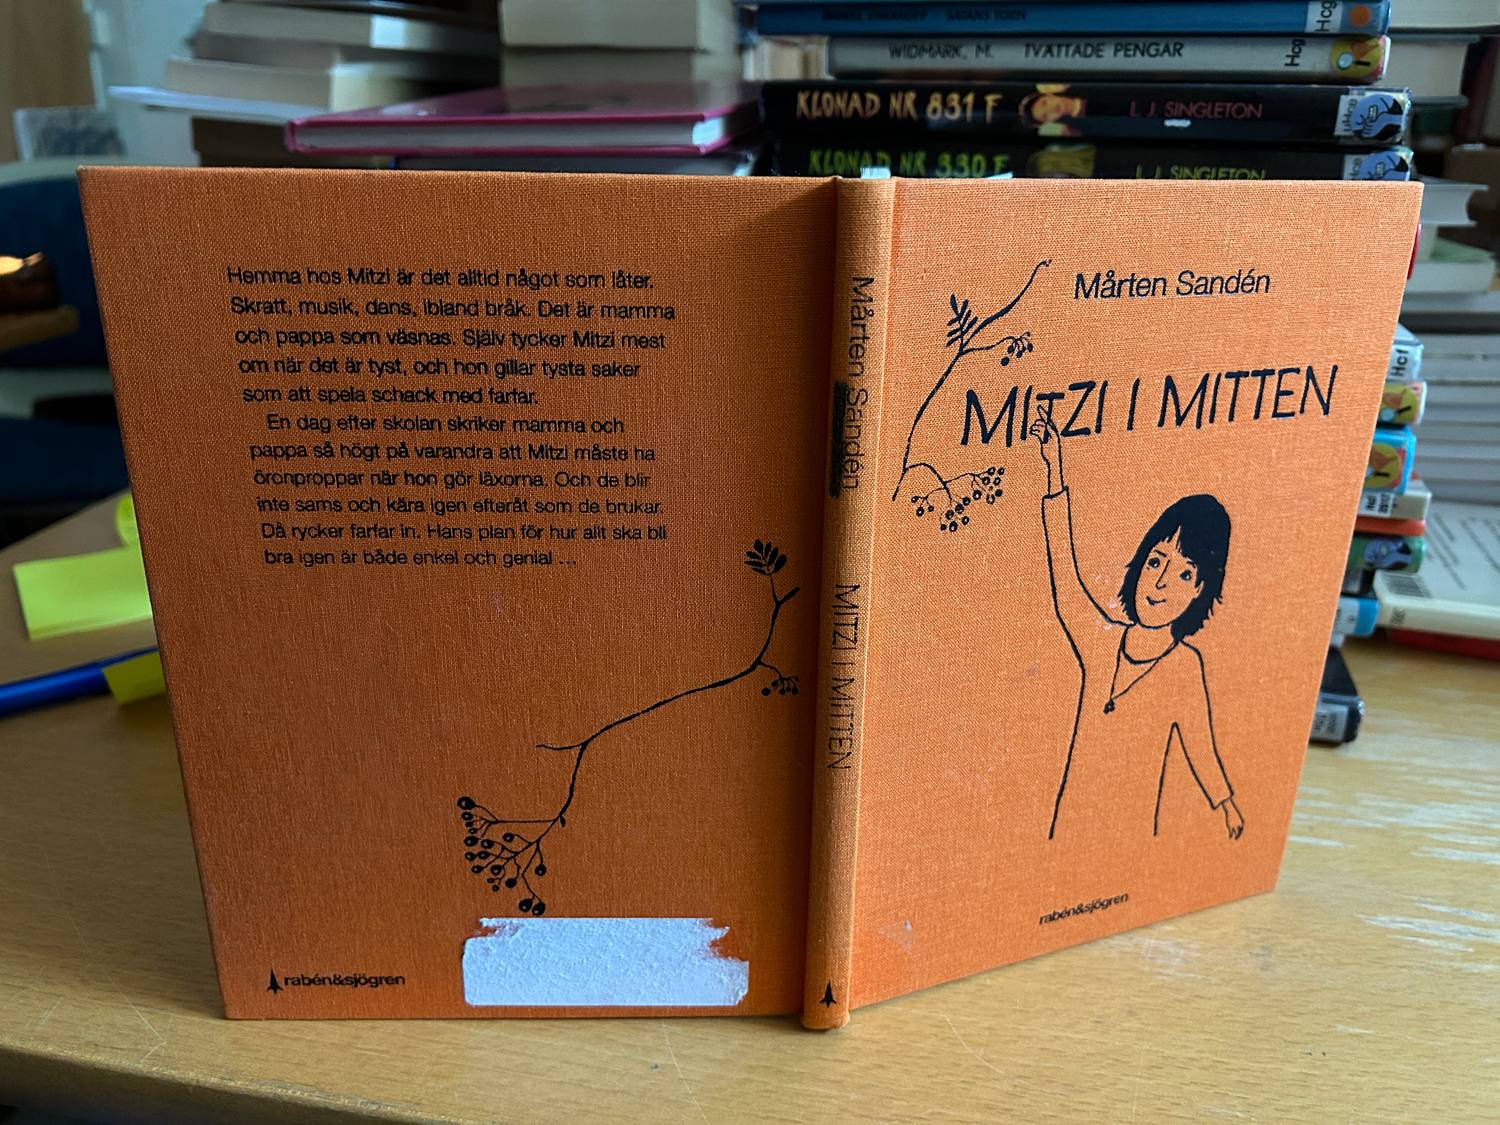 WIDMARK, M. TVÄTTADE PENGAR
Hcg
KLONAD NR 831 F L. J. SINGLETON
KLONAD NR 330 F L. J. SINGLETON
Hemma hos Mitzi är det alltid något som låter.
Skratt, musik, dans, ibland bråk. Det är mamma
och pappa som väsnas. Själv tycker Mitzi mest
om när det är tyst, och hon gillar tysta saker
som att spela schack med farfar.
En dag efter skolan skriker mamma och
pappa så högt på varandra att Mitzi måste ha
öronproppar när hon gör läxorna. Och de blir
inte sams och kära igen efteråt som de brukar.
Då rycker farfar in. Hans plan för hur allt ska bli
bra igen är både enkel och genial ...
rabén&sjögren
Mårten Sandén
MITZI I MITTEN
Mårten Sandén
MITZI I MITTEN
rabén&sjögren
Hcf